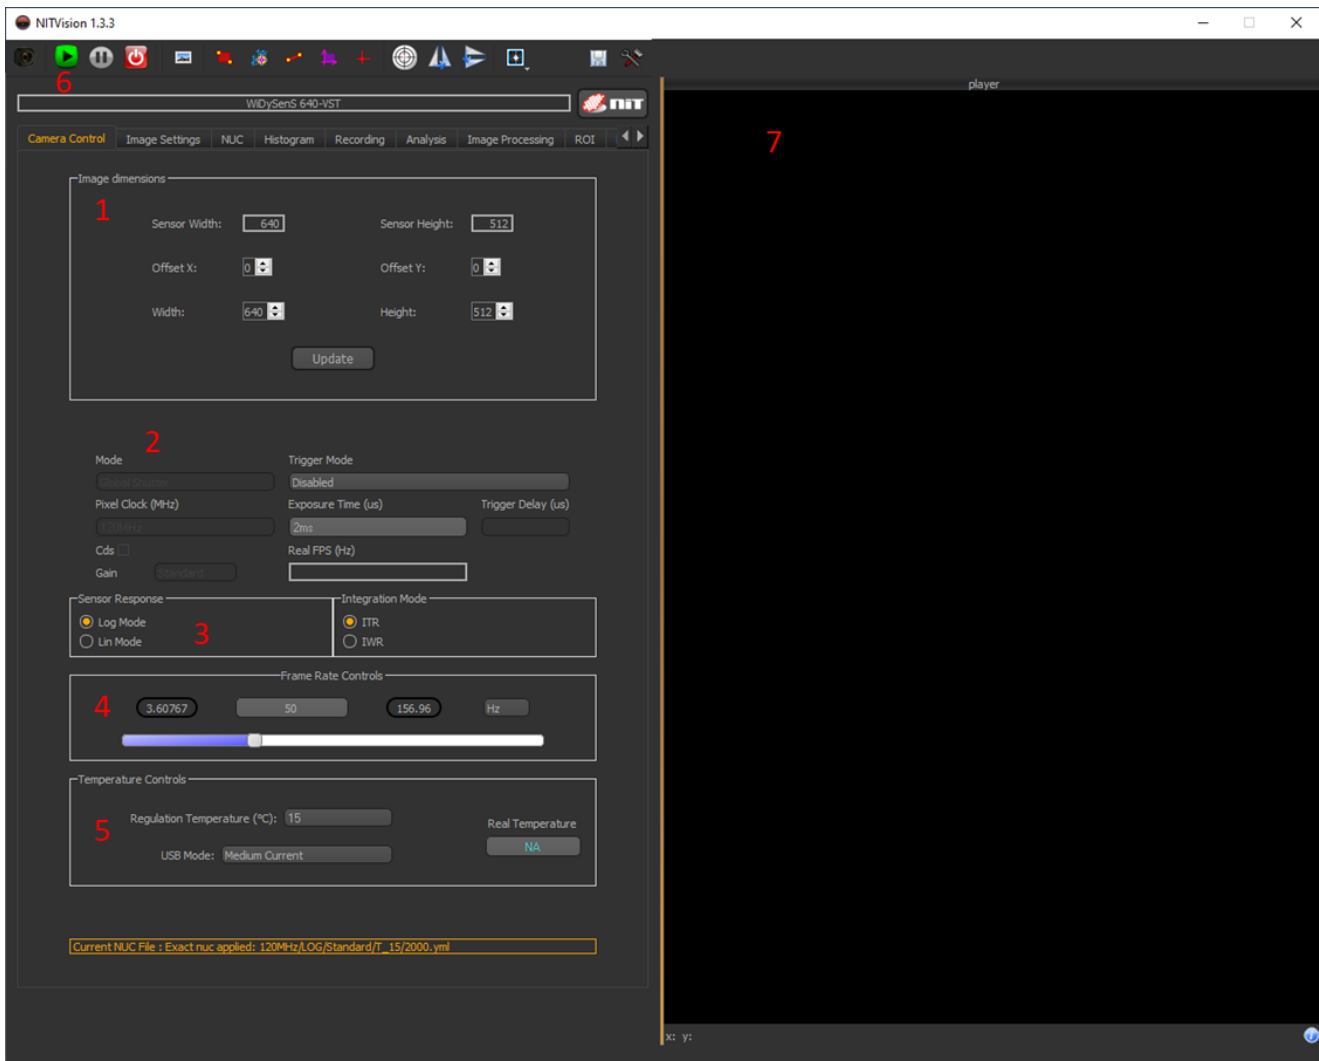 NITVision 1.3.3
6
player
WiDySenS 640-VST
niT
Camera Control Image Settings NUC Histogram Recording Analysis Image Processing ROI
7
Image dimensions
1
Sensor Width: 640 Sensor Height: 512
Offset X: 0 Offset Y: 0
Width: 640 Height: 512
Update
2
Mode Trigger Mode
Global Shutter Disabled
Pixel Clock (MHz) Exposure Time (us) Trigger Delay (us)
120MHz 2ms
Cds Real FPS (Hz)
Gain Standard
Sensor Response Integration Mode
Log Mode ITR
3
Lin Mode IWR
Frame Rate Controls
4 3.60767 50 156.96 Hz
Temperature Controls
Regulation Temperature (°C): 15 Real Temperature
5
USB Mode: Medium Current NA
Current NUC File : Exact nuc applied: 120MHz/LOG/Standard/T_15/2000.yml
x: y: